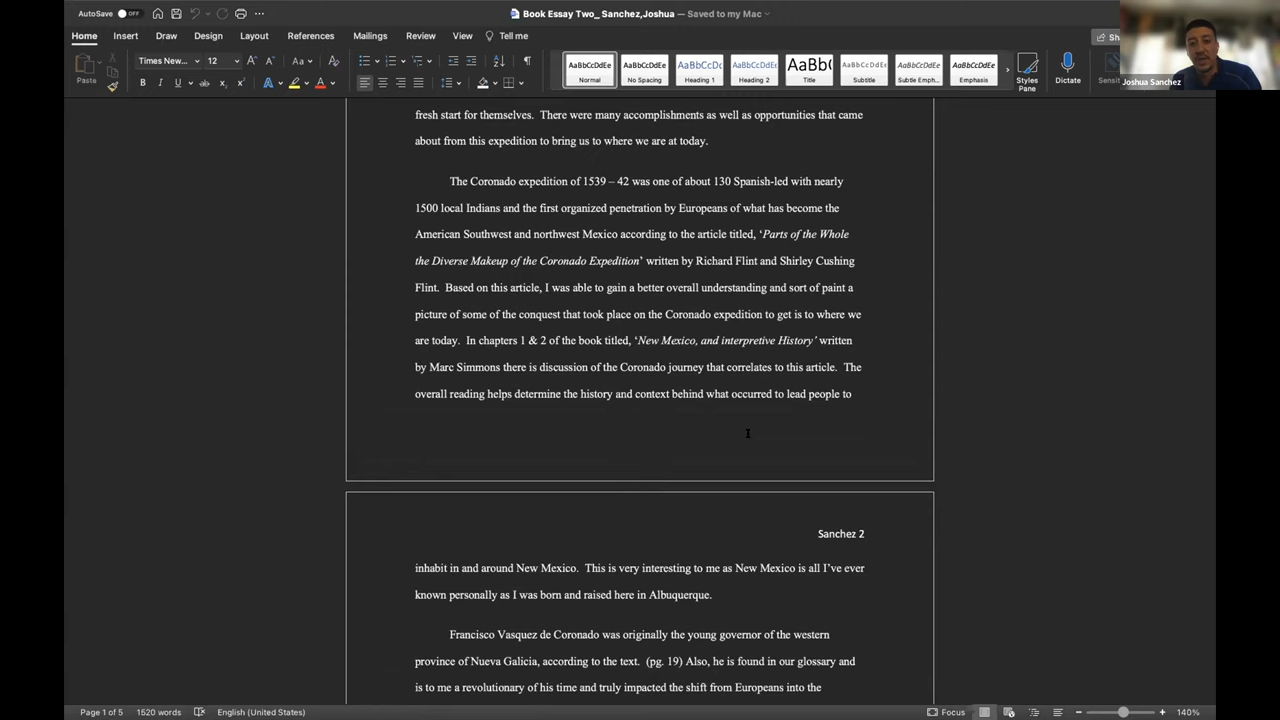 AutoSave OFF
Book Essay Two_ Sanchez,Joshua — Saved to my Mac
Home Insert Draw Design Layout References Mailings Review View Tell me
Sh
Joshua Sanchez
Paste
Times New... 12
Aa
B I U ab x
A
AaBbCcDdEe Normal
AaBbCcDdEe No Spacing
AaBbCcDc Heading 1
AaBbCcDdEe Heading 2
AaBbCc Title
AaBbCcDdEe Subtitle
AaBbCcDdEe Subtle Emph...
AaBbCcDdEe Emphasis
Styles Pane
Dictate
Sensit
fresh start for themselves. There were many accomplishments as well as opportunities that came
about from this expedition to bring us to where we are at today.
The Coronado expedition of 1539 – 42 was one of about 130 Spanish-led with nearly
1500 local Indians and the first organized penetration by Europeans of what has become the
American Southwest and northwest Mexico according to the article titled, ‘Parts of the Whole
the Diverse Makeup of the Coronado Expedition’ written by Richard Flint and Shirley Cushing
Flint. Based on this article, I was able to gain a better overall understanding and sort of paint a
picture of some of the conquest that took place on the Coronado expedition to get is to where we
are today. In chapters 1 & 2 of the book titled, ‘New Mexico, and interpretive History’ written
by Marc Simmons there is discussion of the Coronado journey that correlates to this article. The
overall reading helps determine the history and context behind what occurred to lead people to
Sanchez 2
inhabit in and around New Mexico. This is very interesting to me as New Mexico is all I’ve ever
known personally as I was born and raised here in Albuquerque.
Francisco Vasquez de Coronado was originally the young governor of the western
province of Nueva Galicia, according to the text. (pg. 19) Also, he is found in our glossary and
is to me a revolutionary of his time and truly impacted the shift from Europeans into the
Page 1 of 5 1520 words English (United States) Focus 140%